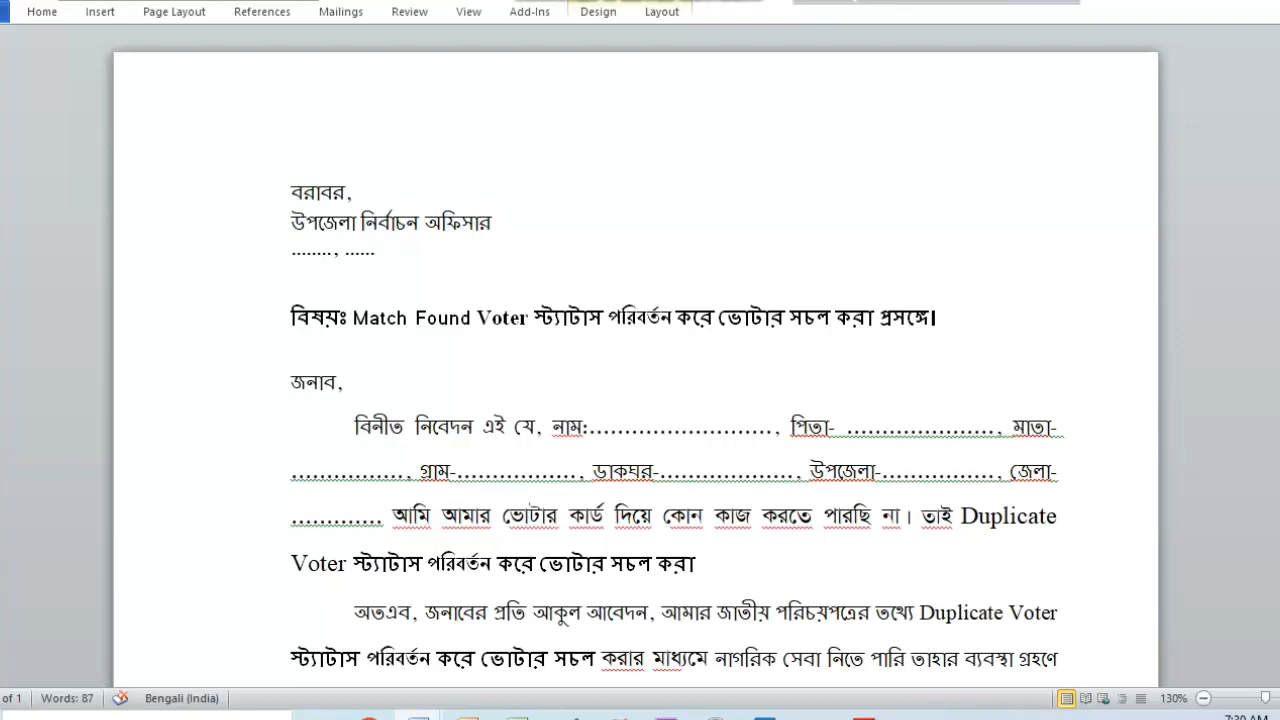 Home Insert Page Layout References Mailings Review View Add-Ins Design Layout
বরাবর,
উপজেলা নির্বাচন অফিসার
........, ......
বিষয়ঃ Match Found Voter স্ট্যাটাস পরিবর্তন করে ভোটার সচল করা প্রসঙ্গে।
জনাব,
বিনীত নিবেদন এই যে, নাম:.........................., পিতা- ....................., মাতা-
................, গ্রাম-................., ডাকঘর-..................., উপজেলা-................, জেলা-
............. আমি আমার ভোটার কার্ড দিয়ে কোন কাজ করতে পারছি না। তাই Duplicate
Voter স্ট্যাটাস পরিবর্তন করে ভোটার সচল করা
অতএব, জনাবের প্রতি আকুল আবেদন, আমার জাতীয় পরিচয়পত্রের তথ্যে Duplicate Voter
স্ট্যাটাস পরিবর্তন করে ভোটার সচল করার মাধ্যমে নাগরিক সেবা নিতে পারি তাহার ব্যবস্থা গ্রহণে
of 1 Words: 87 Bengali (India) 130%
7:30 AM